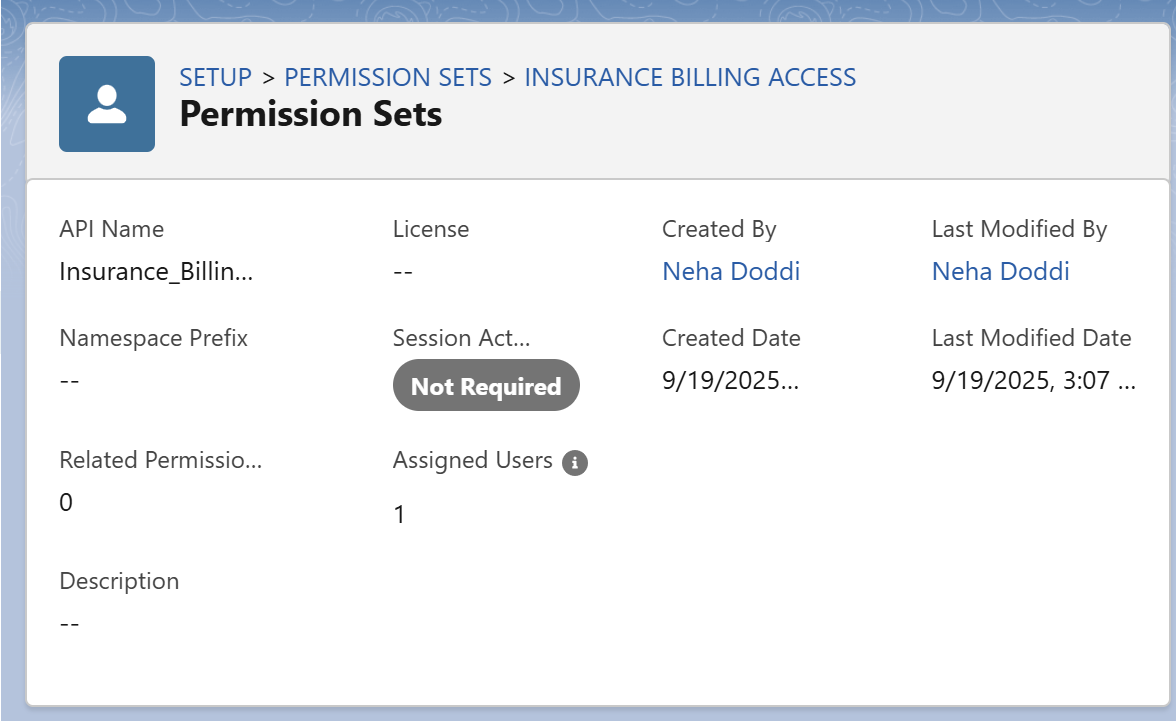 SETUP > PERMISSION SETS > INSURANCE BILLING ACCESS
Permission Sets
API Name
Insurance_Billin...
License
--
Created By
Neha Doddi
Last Modified By
Neha Doddi
Namespace Prefix
--
Session Act...
Not Required
Created Date
9/19/2025...
Last Modified Date
9/19/2025, 3:07 ...
Related Permissio...
0
Assigned Users
1
Description
--